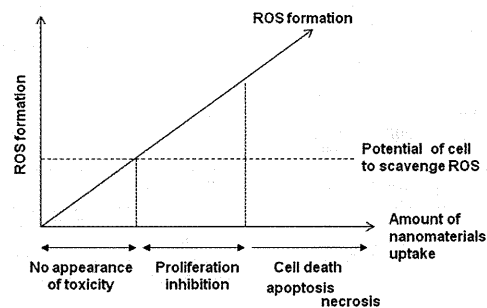 ROS formation
ROS formation
Potential of cell
to scavenge ROS
Amount of
nanomaterials
uptake
No appearance
of toxicity
Proliferation
inhibition
Cell death
apoptosis
necrosis